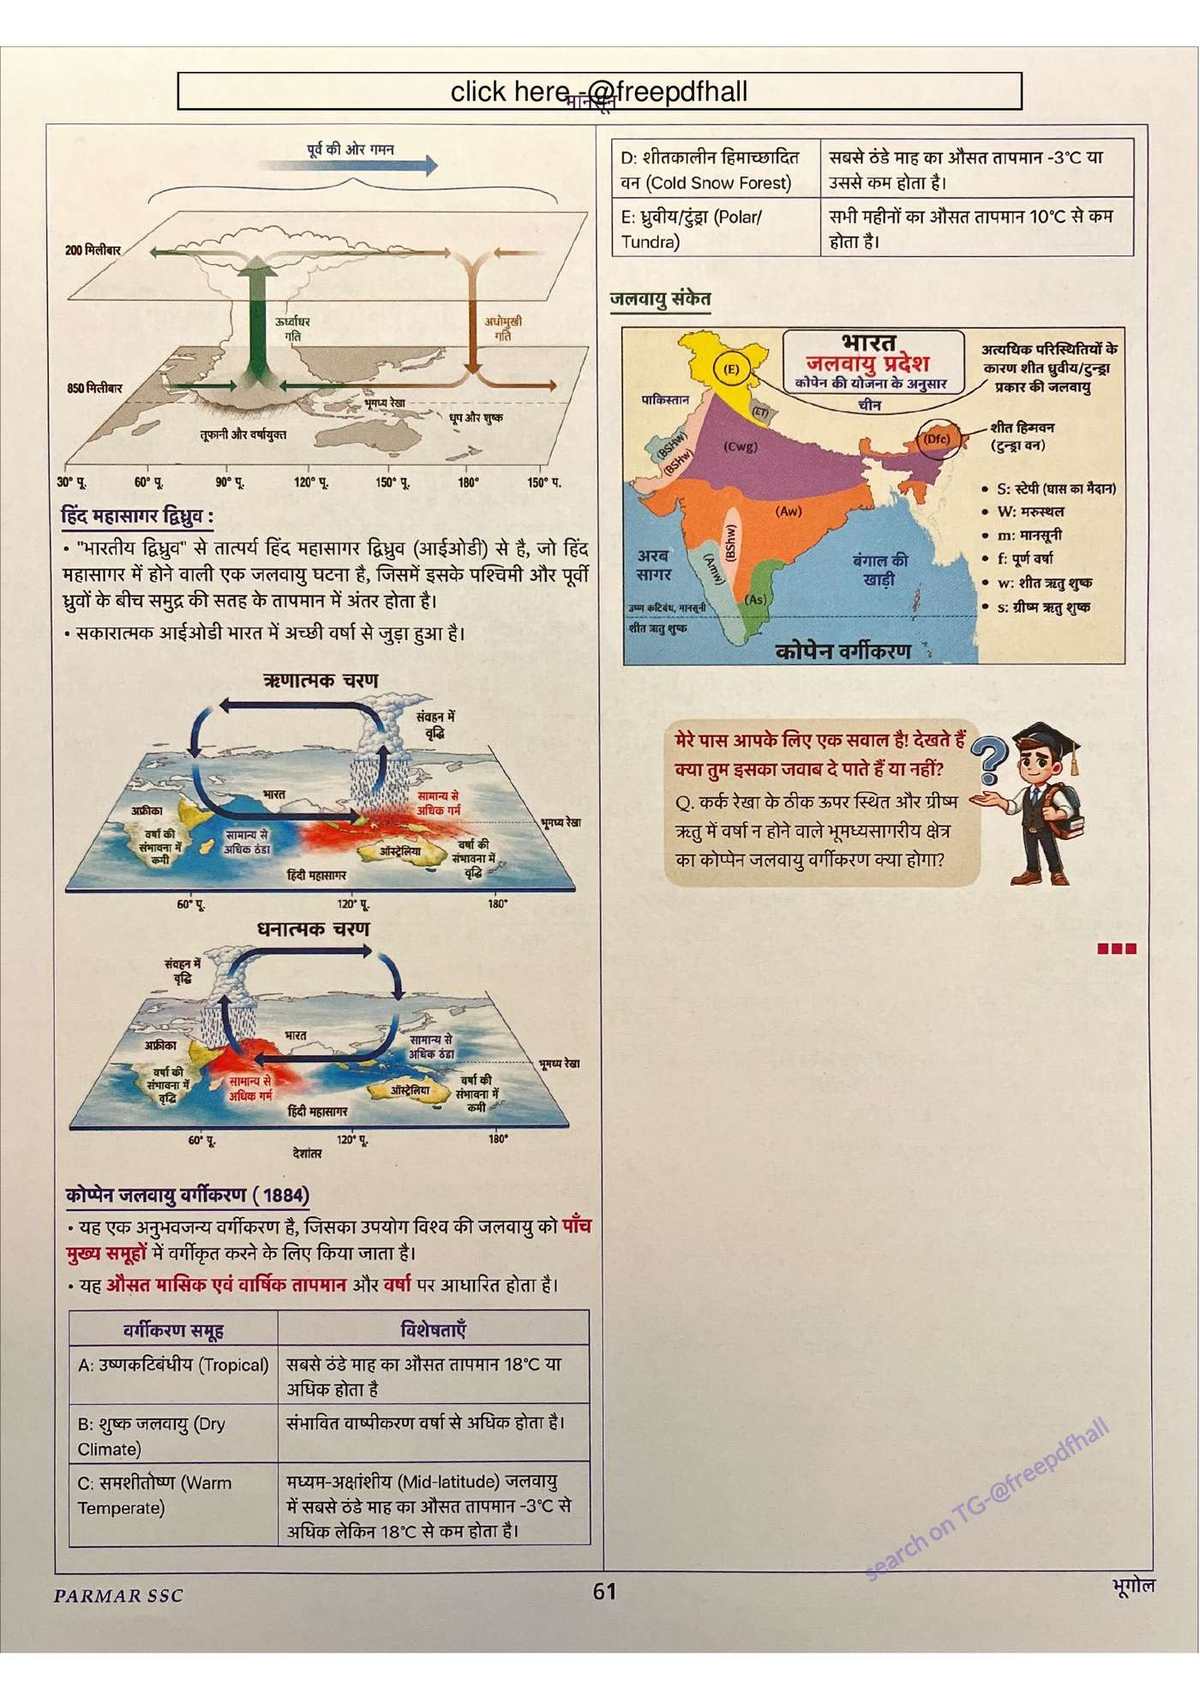 click here -@freepdfhall
मानसून
पूर्व की ओर गमन
200 मिलीबार
ऊर्ध्वाधर
गति
अधोमुखी
गति
850 मिलीबार
भूमध्य रेखा
धूप और शुष्क
तूफानी और वर्षायुक्त
30° पू. 60° पू. 90° पू. 120° पू. 150° पू. 180° 150° प.
हिंद महासागर द्विध्रुव :
• "भारतीय द्विध्रुव" से तात्पर्य हिंद महासागर द्विध्रुव (आईओडी) से है, जो हिंद
महासागर में होने वाली एक जलवायु घटना है, जिसमें इसके पश्चिमी और पूर्वी
ध्रुवों के बीच समुद्र की सतह के तापमान में अंतर होता है।
• सकारात्मक आईओडी भारत में अच्छी वर्षा से जुड़ा हुआ है।
ऋणात्मक चरण
संवहन में
वृद्धि
भारत
सामान्य से
अधिक गर्म
अफ्रीका
भूमध्य रेखा
वर्षा की
संभावना में
कमी
सामान्य से
अधिक ठंडा
ऑस्ट्रेलिया
वर्षा की
संभावना में
वृद्धि
हिंदी महासागर
60° पू. 120° पू. 180°
धनात्मक चरण
संवहन में
वृद्धि
भारत
अफ्रीका
सामान्य से
अधिक ठंडा
भूमध्य रेखा
वर्षा की
संभावना में
वृद्धि
सामान्य से
अधिक गर्म
ऑस्ट्रेलिया
वर्षा की
संभावना में
कमी
हिंदी महासागर
60° पू. 120° पू. 180°
देशांतर
कोप्पेन जलवायु वर्गीकरण ( 1884)
• यह एक अनुभवजन्य वर्गीकरण है, जिसका उपयोग विश्व की जलवायु को पाँच
मुख्य समूहों में वर्गीकृत करने के लिए किया जाता है।
• यह औसत मासिक एवं वार्षिक तापमान और वर्षा पर आधारित होता है।
वर्गीकरण समूह विशेषताएँ
A: उष्णकटिबंधीय (Tropical) सबसे ठंडे माह का औसत तापमान 18°C या
अधिक होता है
B: शुष्क जलवायु (Dry संभावित वाष्पीकरण वर्षा से अधिक होता है।
Climate)
C: समशीतोष्ण (Warm मध्यम-अक्षांशीय (Mid-latitude) जलवायु
Temperate) में सबसे ठंडे माह का औसत तापमान -3°C से
अधिक लेकिन 18°C से कम होता है।
D: शीतकालीन हिमाच्छादित सबसे ठंडे माह का औसत तापमान -3°C या
वन (Cold Snow Forest) उससे कम होता है।
E: ध्रुवीय/टुंड्रा (Polar/ सभी महीनों का औसत तापमान 10°C से कम
Tundra) होता है।
जलवायु संकेत
भारत
जलवायु प्रदेश
कोपेन की योजना के अनुसार
चीन
अत्यधिक परिस्थितियों के
कारण शीत ध्रुवीय/टुन्ड्रा
प्रकार की जलवायु
(E)
पाकिस्तान
(ET)
शीत हिमवन
(टुन्ड्रा वन)
(Dfc)
(BSHw)
(BSHw)
(Cwg)
(Aw)
(BShw)
(Amw)
(As)
अरब
सागर
बंगाल की
खाड़ी
उष्ण कटिबंध, मानसूनी
शीत ऋतु शुष्क
• S: स्टेपी (घास का मैदान)
• W: मरुस्थल
• m: मानसूनी
• f: पूर्ण वर्षा
• w: शीत ऋतु शुष्क
• s: ग्रीष्म ऋतु शुष्क
कोपेन वर्गीकरण
मेरे पास आपके लिए एक सवाल है! देखते हैं
क्या तुम इसका जवाब दे पाते हैं या नहीं?
Q. कर्क रेखा के ठीक ऊपर स्थित और ग्रीष्म
ऋतु में वर्षा न होने वाले भूमध्यसागरीय क्षेत्र
का कोप्पेन जलवायु वर्गीकरण क्या होगा?
search on TG-@freepdfhall
PARMAR SSC 61 भूगोल